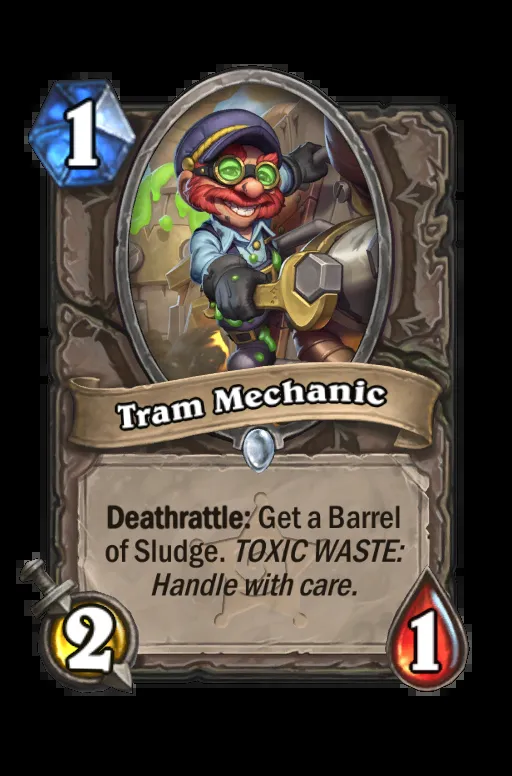 1
Tram Mechanic
Deathrattle: Get a Barrel
of Sludge. TOXIC WASTE:
Handle with care.
2
1